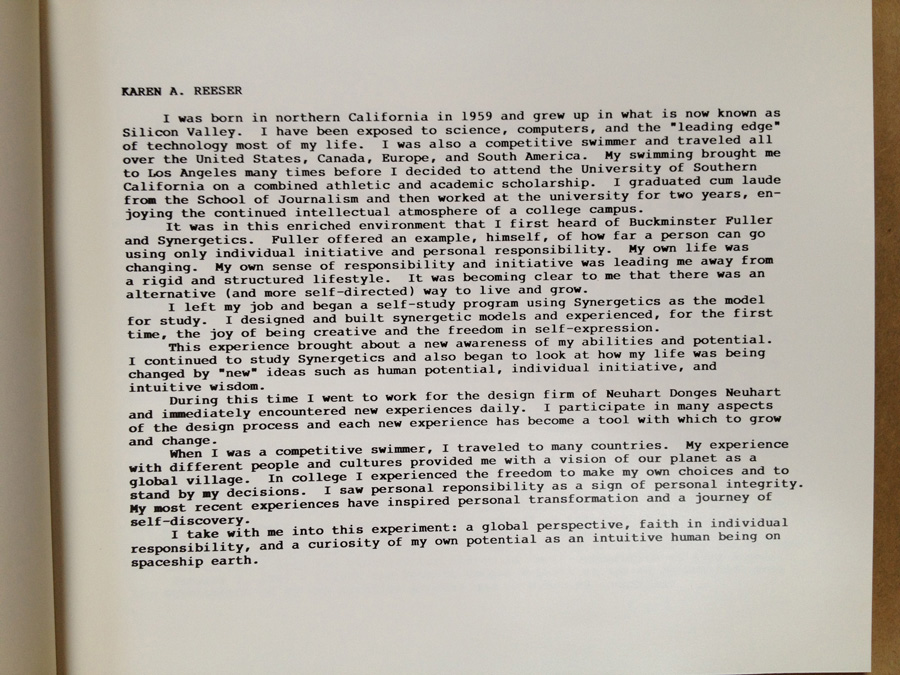 KAREN A. REESER
I was born in northern California in 1959 and grew up in what is now known as
Silicon Valley. I have been exposed to science, computers, and the "leading edge"
of technology most of my life. I was also a competitive swimmer and traveled all
over the United States, Canada, Europe, and South America. My swimming brought me
to Los Angeles many times before I decided to attend the University of Southern
California on a combined athletic and academic scholarship. I graduated cum laude
from the School of Journalism and then worked at the university for two years, en-
joying the continued intellectual atmosphere of a college campus.
It was in this enriched environment that I first heard of Buckminster Fuller
and Synergetics. Fuller offered an example, himself, of how far a person can go
using only individual initiative and personal responsibility. My own life was
changing. My own sense of responsibility and initiative was leading me away from
a rigid and structured lifestyle. It was becoming clear to me that there was an
alternative (and more self-directed) way to live and grow.
I left my job and began a self-study program using Synergetics as the model
for study. I designed and built synergetic models and experienced, for the first
time, the joy of being creative and the freedom in self-expression.
This experience brought about a new awareness of my abilities and potential.
I continued to study Synergetics and also began to look at how my life was being
changed by "new" ideas such as human potential, individual initiative, and
intuitive wisdom.
During this time I went to work for the design firm of Neuhart Donges Neuhart
and immediately encountered new experiences daily. I participate in many aspects
of the design process and each new experience has become a tool with which to grow
and change.
When I was a competitive swimmer, I traveled to many countries. My experience
with different people and cultures provided me with a vision of our planet as a
global village. In college I experienced the freedom to make my own choices and to
stand by my decisions. I saw personal reponsibility as a sign of personal integrity.
My most recent experiences have inspired personal transformation and a journey of
self-discovery.
I take with me into this experiment: a global perspective, faith in individual
responsibility, and a curiosity of my own potential as an intuitive human being on
spaceship earth.